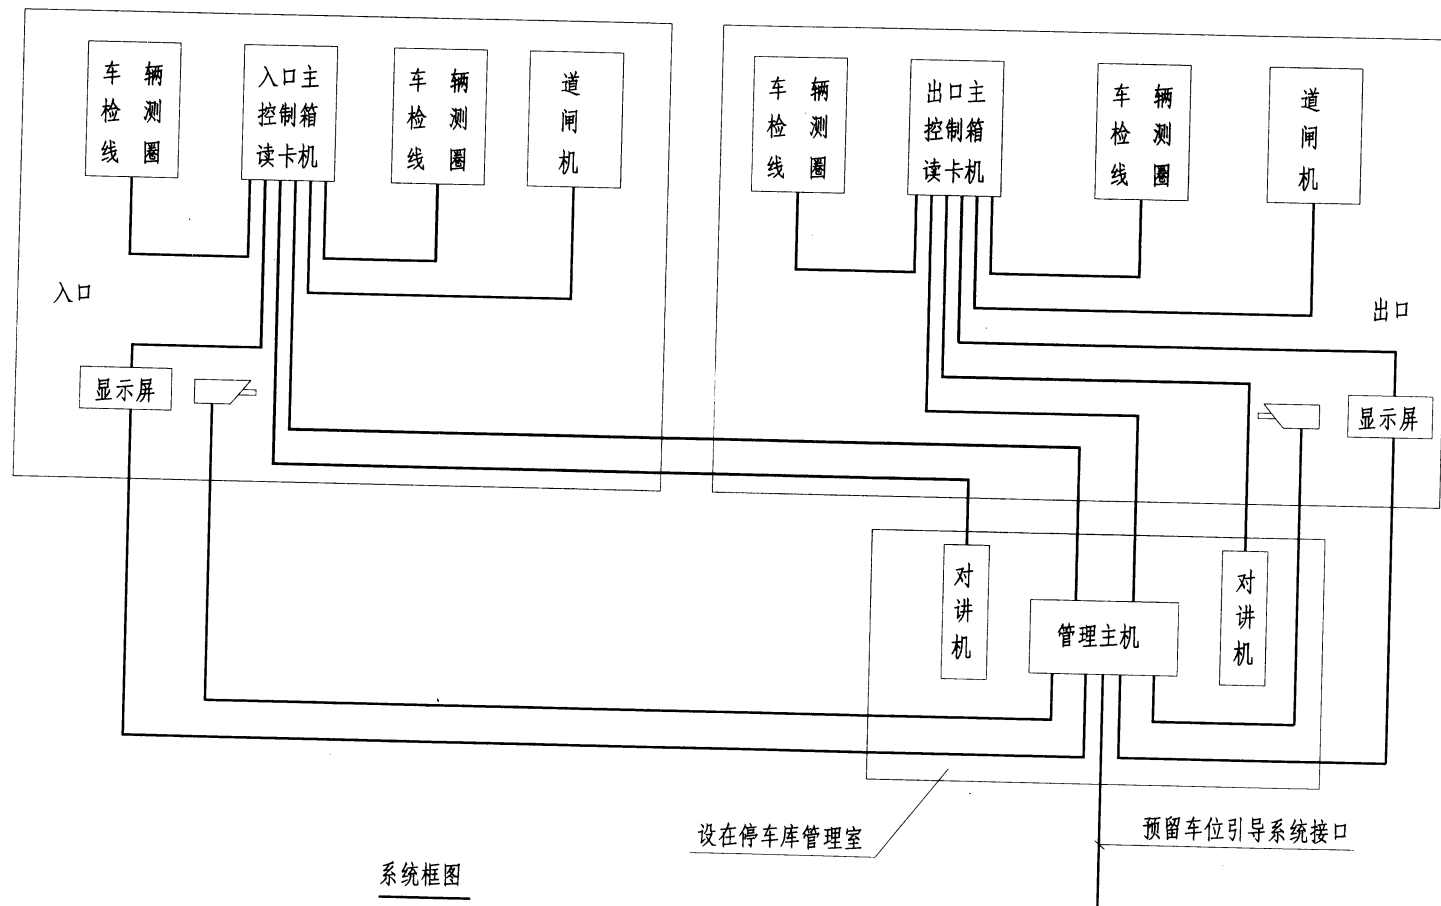 车辆
检测
线圈
入口主
控制箱
读卡机
车辆
检测
线圈
道
闸
机
车辆
检测
线圈
出口主
控制箱
读卡机
车辆
检测
线圈
道
闸
机
入口
出口
显示屏
显示屏
对
讲
机
管理主机
对
讲
机
设在停车库管理室
预留车位引导系统接口
系统框图